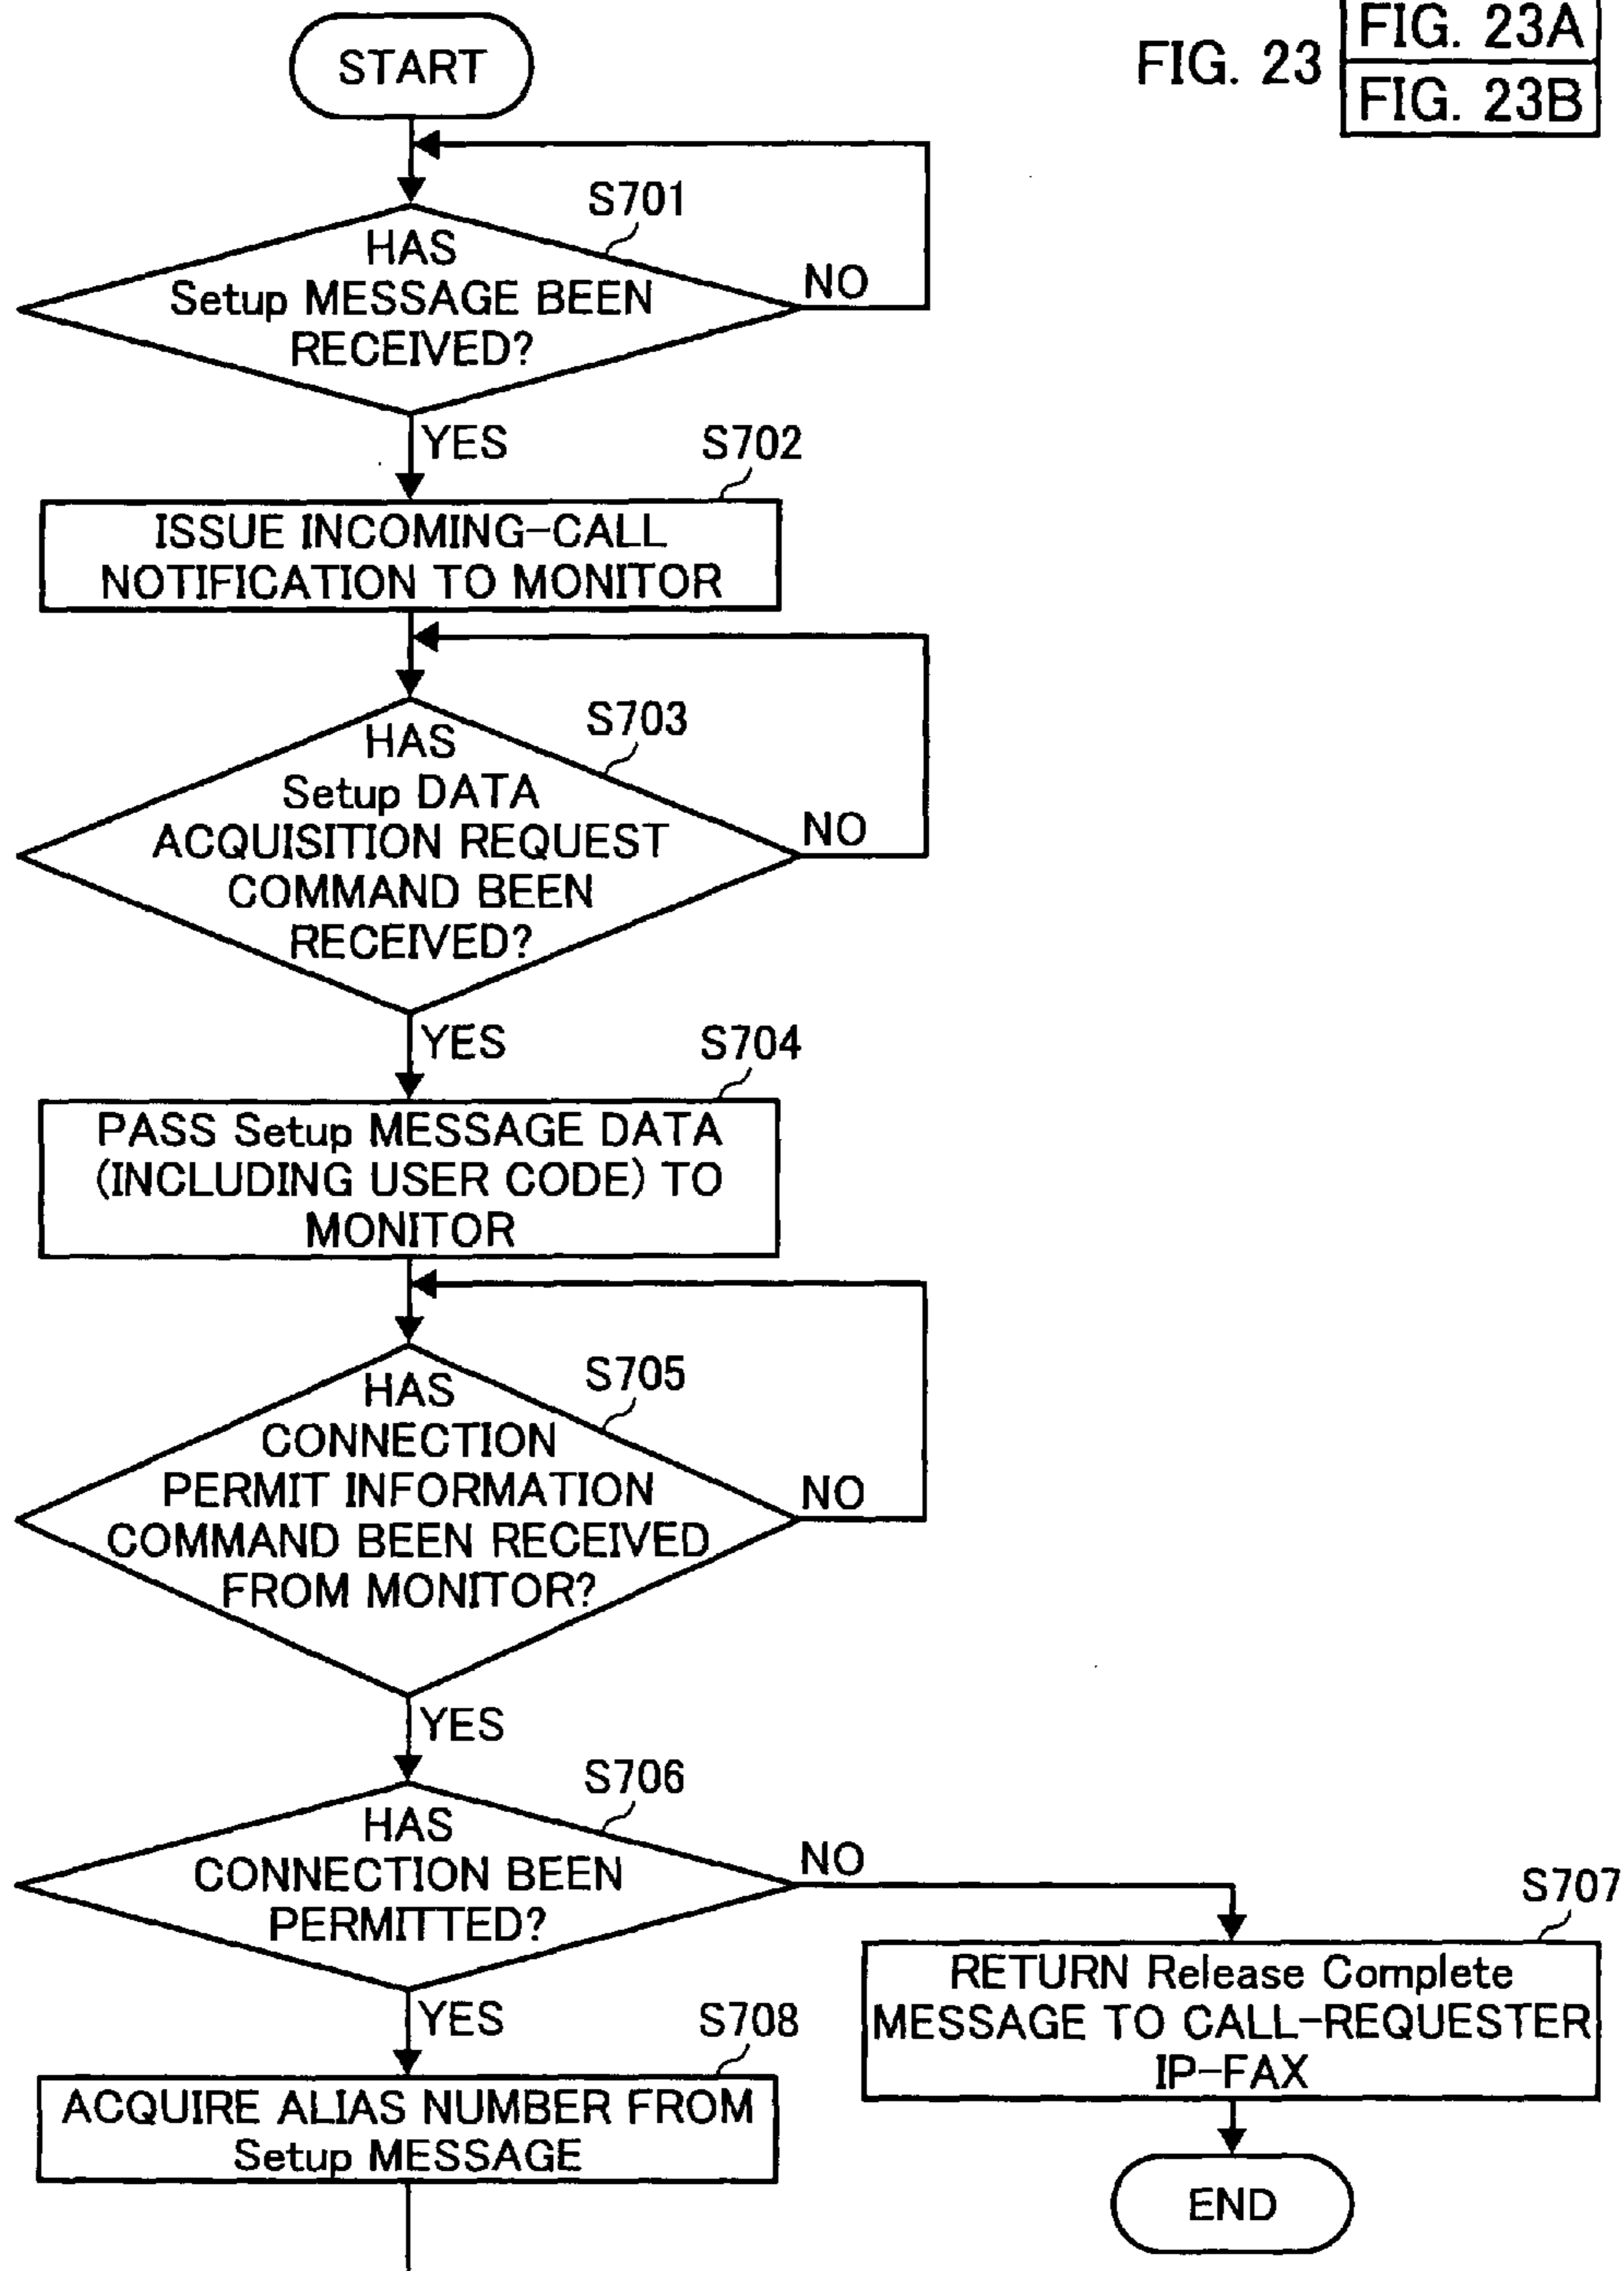 FIG. 23
FIG. 23A
FIG. 23B
START
S701
HAS
Setup MESSAGE BEEN
RECEIVED?
NO
YES
S702
ISSUE INCOMING-CALL
NOTIFICATION TO MONITOR
S703
HAS
Setup DATA
ACQUISITION REQUEST
COMMAND BEEN
RECEIVED?
NO
YES
S704
PASS Setup MESSAGE DATA
(INCLUDING USER CODE) TO
MONITOR
S705
HAS
CONNECTION
PERMIT INFORMATION
COMMAND BEEN RECEIVED
FROM MONITOR?
NO
YES
S706
HAS
CONNECTION BEEN
PERMITTED?
NO
S707
RETURN Release Complete
MESSAGE TO CALL-REQUESTER
IP-FAX
YES
S708
ACQUIRE ALIAS NUMBER FROM
Setup MESSAGE
END